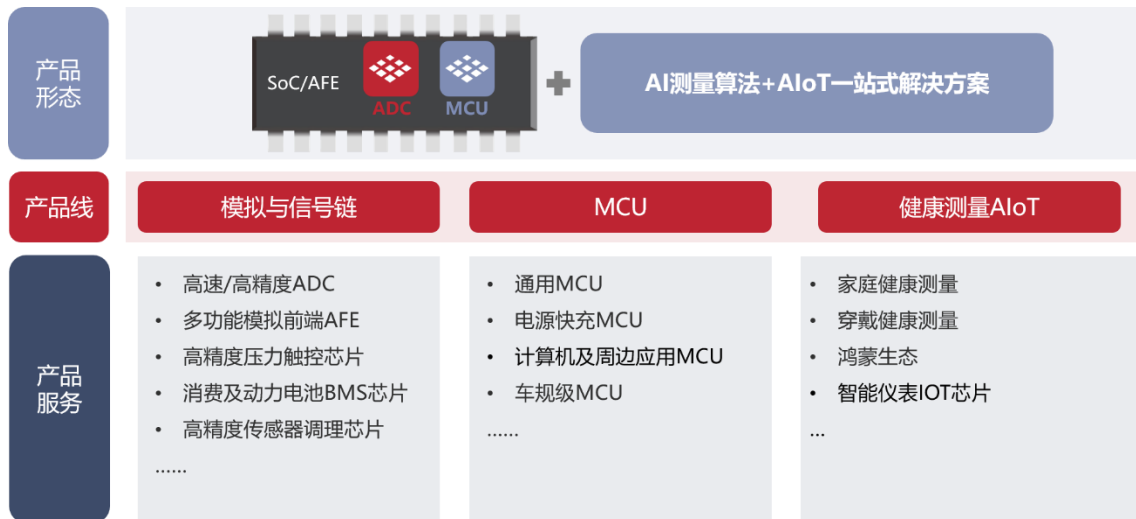 产品
形态
SoC/AFE
ADC
MCU
AI测量算法+AIoT一站式解决方案
产品线
模拟与信号链
MCU
健康测量AIoT
产品
服务
• 高速/高精度ADC
• 多功能模拟前端AFE
• 高精度压力触控芯片
• 消费及动力电池BMS芯片
• 高精度传感器调理芯片
......
• 通用MCU
• 电源快充MCU
• 计算机及周边应用MCU
• 车规级MCU
......
• 家庭健康测量
• 穿戴健康测量
• 鸿蒙生态
• 智能仪表IOT芯片
...